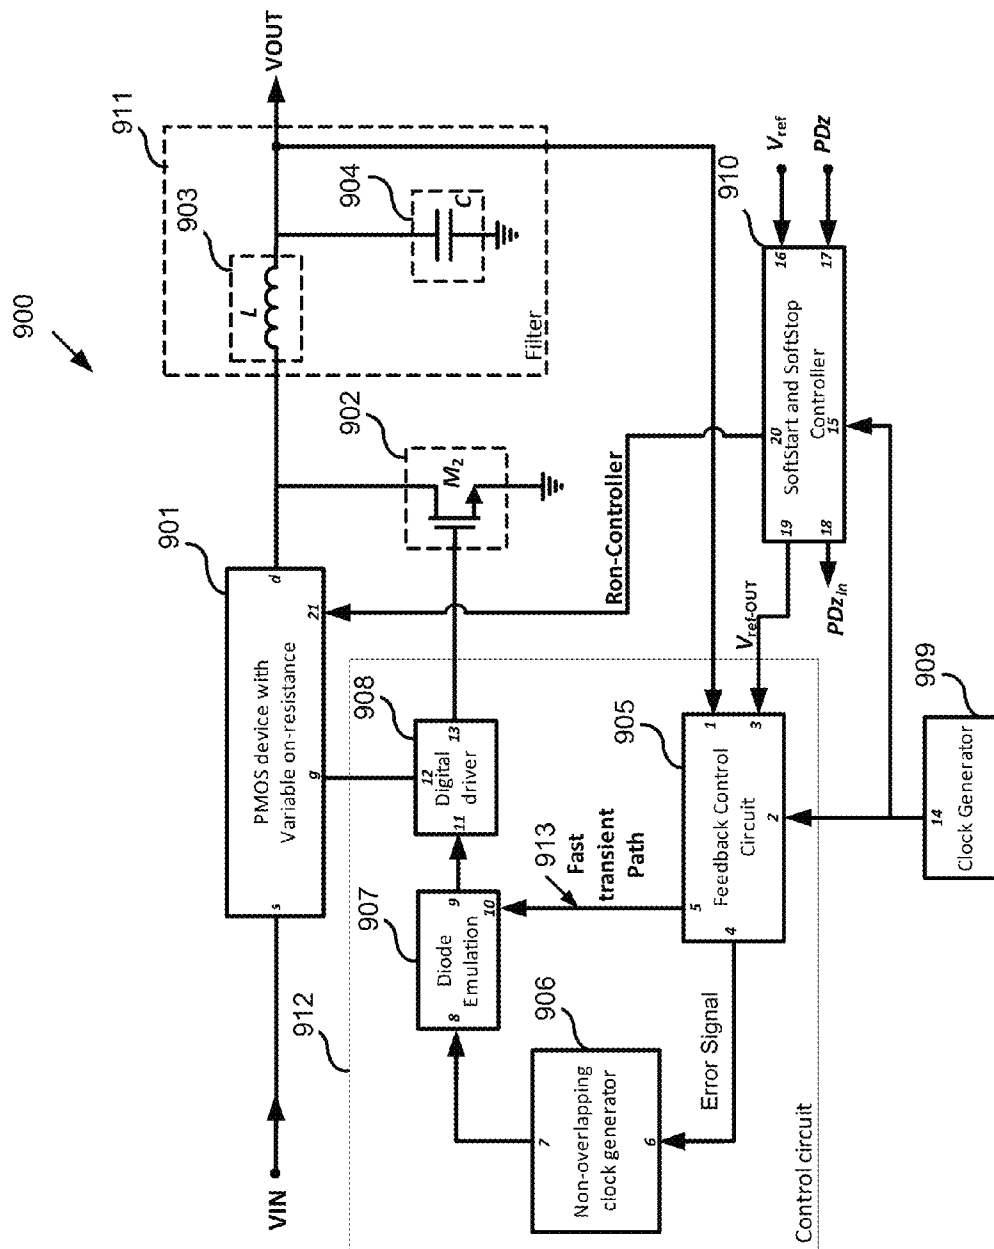 900
VIN
s
PMOS device with
Variable on-resistance
g
21
d
901
902
M2
903
L
904
C
Filter
911
VOUT
912
907
8
Diode
Emulation
9
10
908
11
12
Digital
driver
13
906
7
Non-overlapping
clock generator
6
Error Signal
913
Fast
transient
Path
905
5
4
Feedback Control
Circuit
1
3
2
Control circuit
Ron-Controller
Vref-OUT
PDzin
909
14
Clock Generator
910
19
20
16
SoftStart and SoftStop
Controller
18
15
17
Vref
PDz